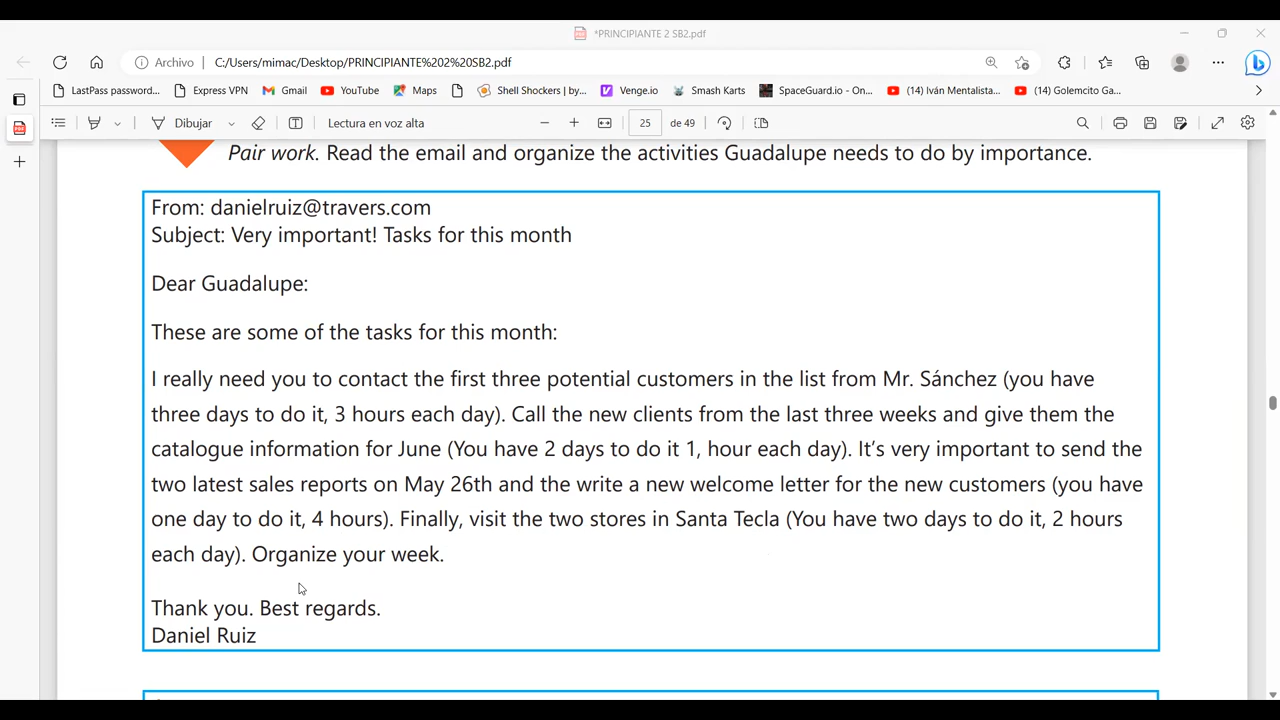 *PRINCIPIANTE 2 SB2.pdf
Archivo C:/Users/mimac/Desktop/PRINCIPIANTE%202%20SB2.pdf
LastPass password... Express VPN Gmail YouTube Maps Shell Shockers | by... Venge.io Smash Karts SpaceGuard.io - On... (14) Iván Mentalista... (14) Golemcito Ga...
Dibujar Lectura en voz alta 25 de 49
Pair work. Read the email and organize the activities Guadalupe needs to do by importance.
From: danielruiz@travers.com
Subject: Very important! Tasks for this month
Dear Guadalupe:
These are some of the tasks for this month:
I really need you to contact the first three potential customers in the list from Mr. Sánchez (you have
three days to do it, 3 hours each day). Call the new clients from the last three weeks and give them the
catalogue information for June (You have 2 days to do it 1, hour each day). It’s very important to send the
two latest sales reports on May 26th and the write a new welcome letter for the new customers (you have
one day to do it, 4 hours). Finally, visit the two stores in Santa Tecla (You have two days to do it, 2 hours
each day). Organize your week.
Thank you. Best regards.
Daniel Ruiz